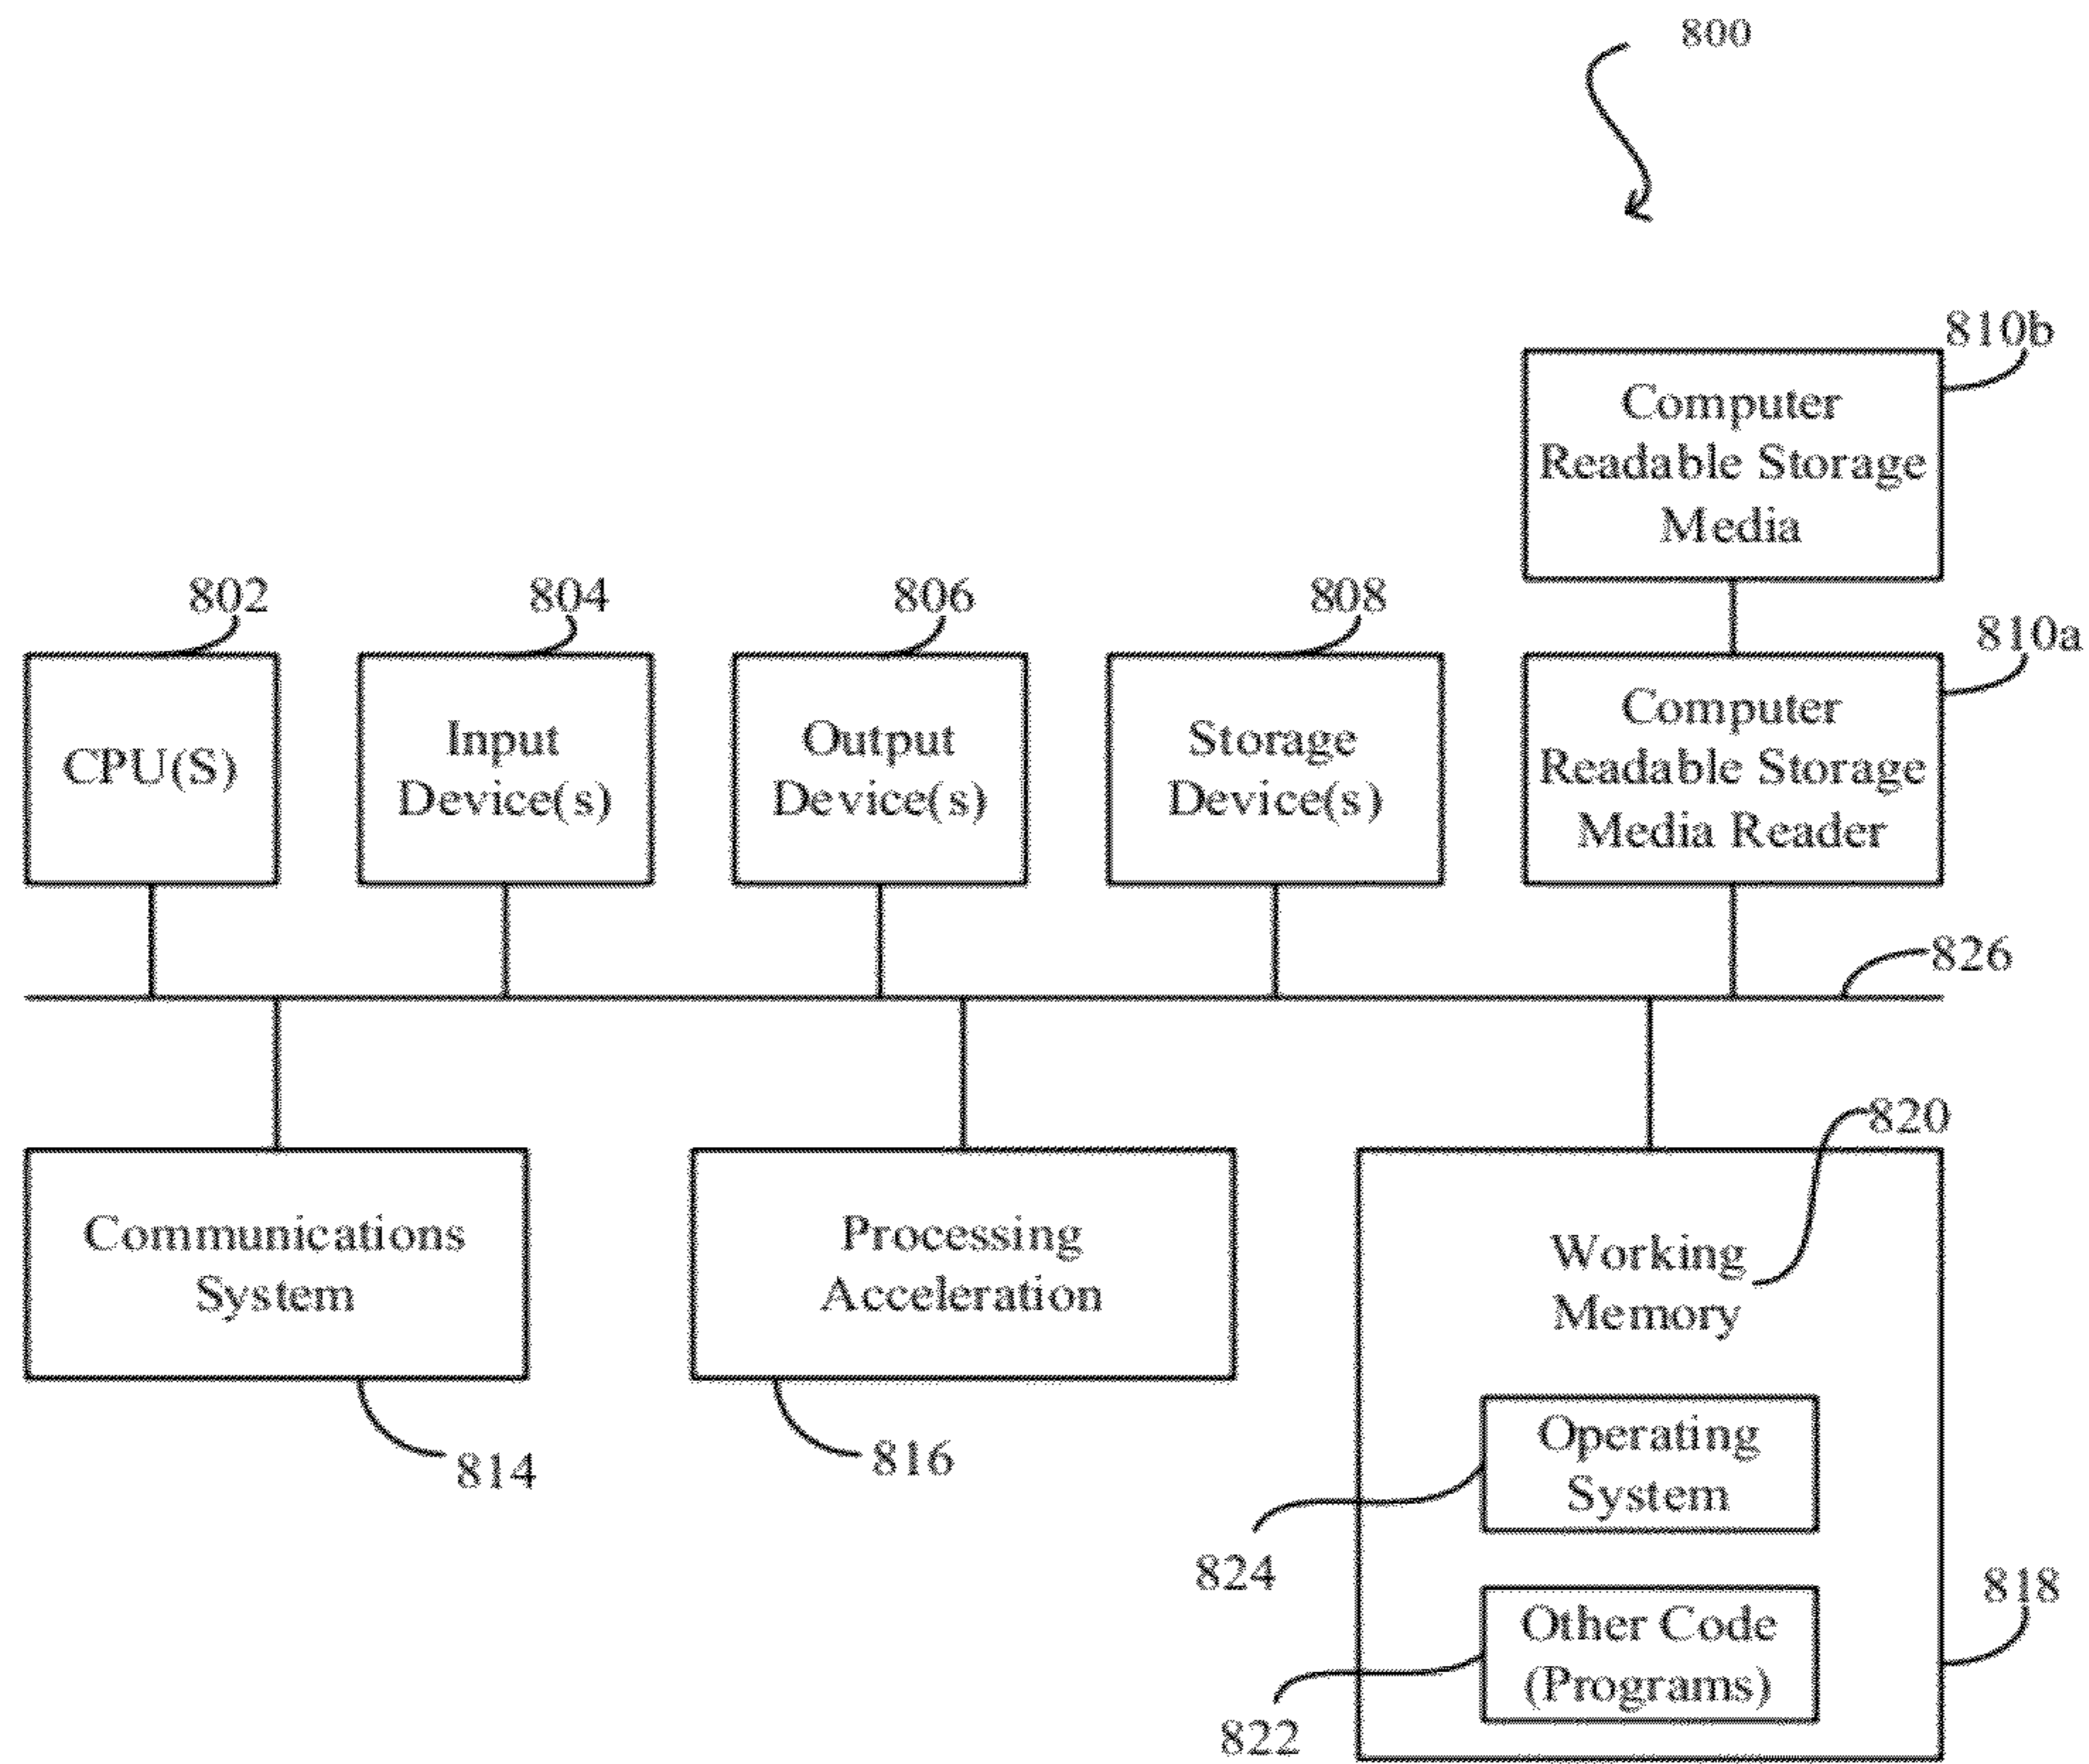 800
810b
Computer
Readable Storage
Media
802
804
806
808
810a
CPU(S)
Input
Device(s)
Output
Device(s)
Storage
Device(s)
Computer
Readable Storage
Media Reader
826
820
Communications
System
Processing
Acceleration
Working
Memory
814
816
Operating
System
824
818
Other Code
(Programs)
822